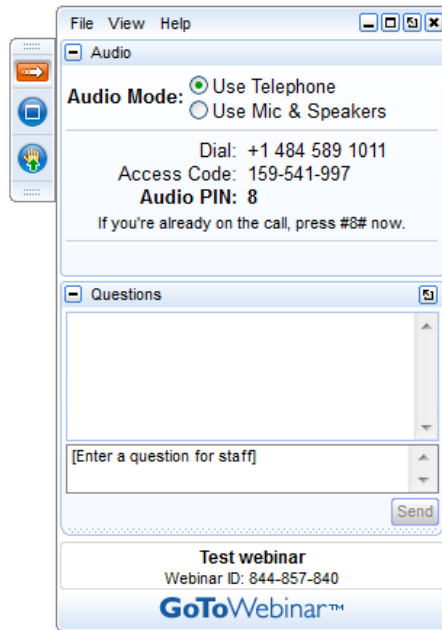 File View Help
Audio
Audio Mode: Use Telephone
Use Mic & Speakers
Dial: +1 484 589 1011
Access Code: 159-541-997
Audio PIN: 8
If you're already on the call, press #8# now.
Questions
[Enter a question for staff]
Send
Test webinar
Webinar ID: 844-857-840
GoToWebinar™